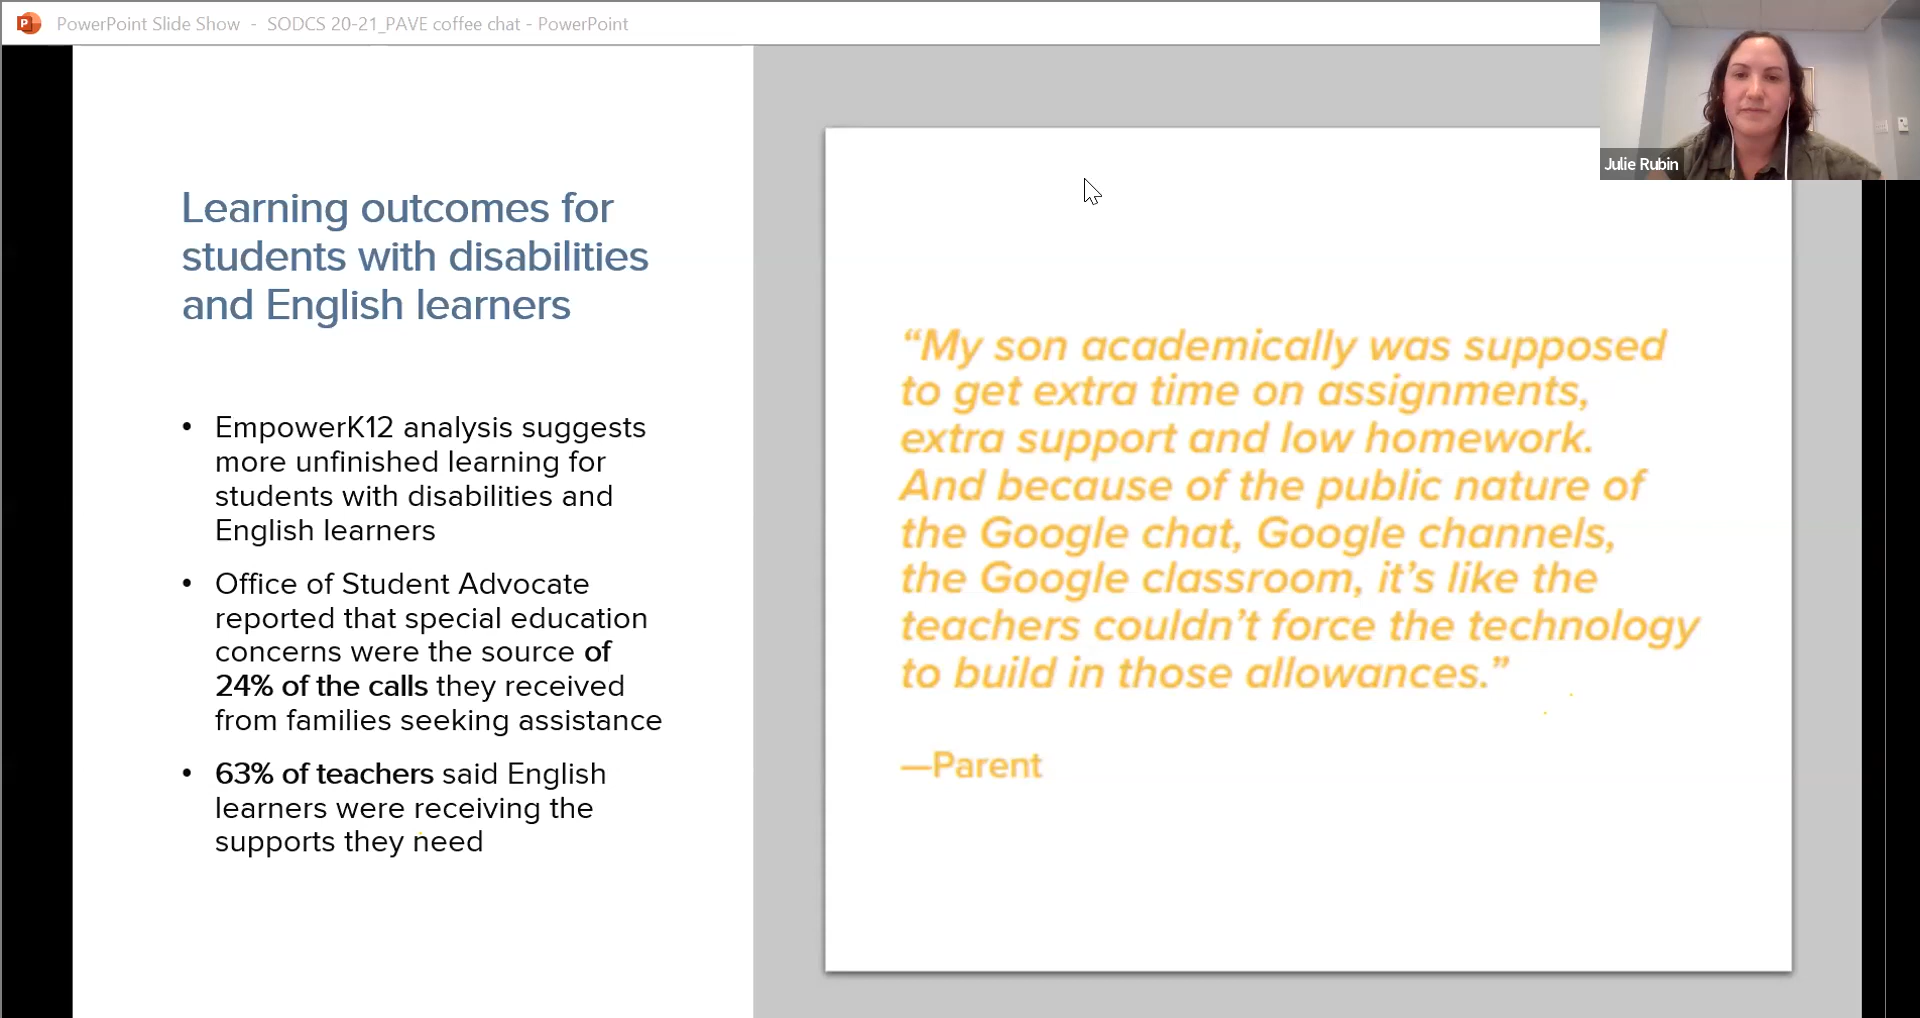 PowerPoint Slide Show - SODCS 20-21_PAVE coffee chat - PowerPoint
Julie Rubin
Learning outcomes for
students with disabilities
and English learners
• EmpowerK12 analysis suggests
more unfinished learning for
students with disabilities and
English learners
• Office of Student Advocate
reported that special education
concerns were the source of
24% of the calls they received
from families seeking assistance
• 63% of teachers said English
learners were receiving the
supports they need
“My son academically was supposed
to get extra time on assignments,
extra support and low homework.
And because of the public nature of
the Google chat, Google channels,
the Google classroom, it’s like the
teachers couldn’t force the technology
to build in those allowances.”
—Parent